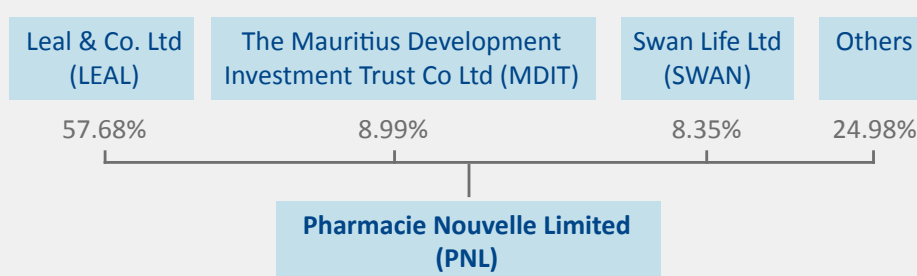 Leal & Co. Ltd
(LEAL)
The Mauritius Development
Investment Trust Co Ltd (MDIT)
Swan Life Ltd
(SWAN)
Others
57.68%
8.99%
8.35%
24.98%
Pharmacie Nouvelle Limited
(PNL)